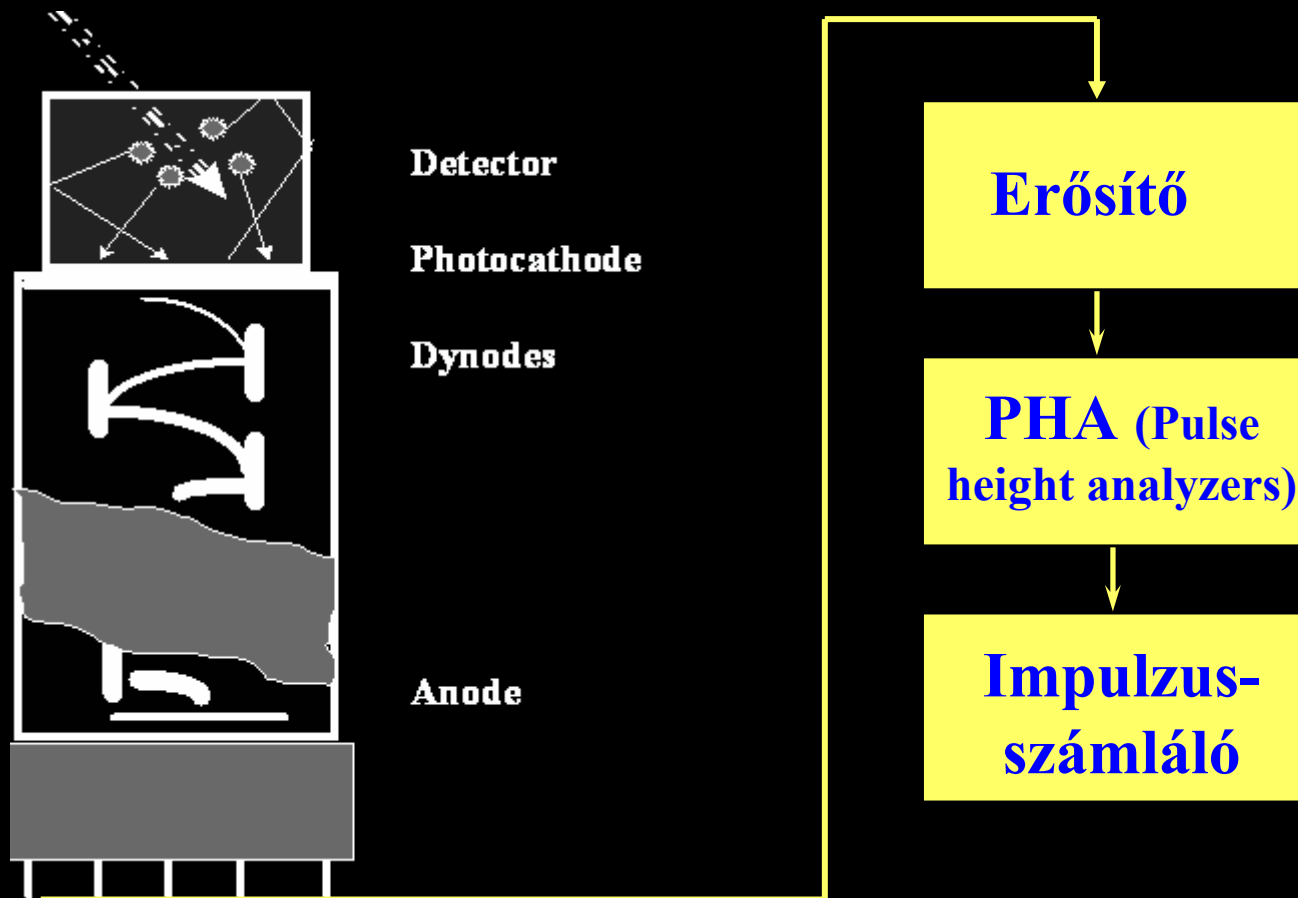 Detector
Photocathode
Dynodes
Anode
Erősítő
PHA (Pulse
height analyzers)
Impulzus-
számláló